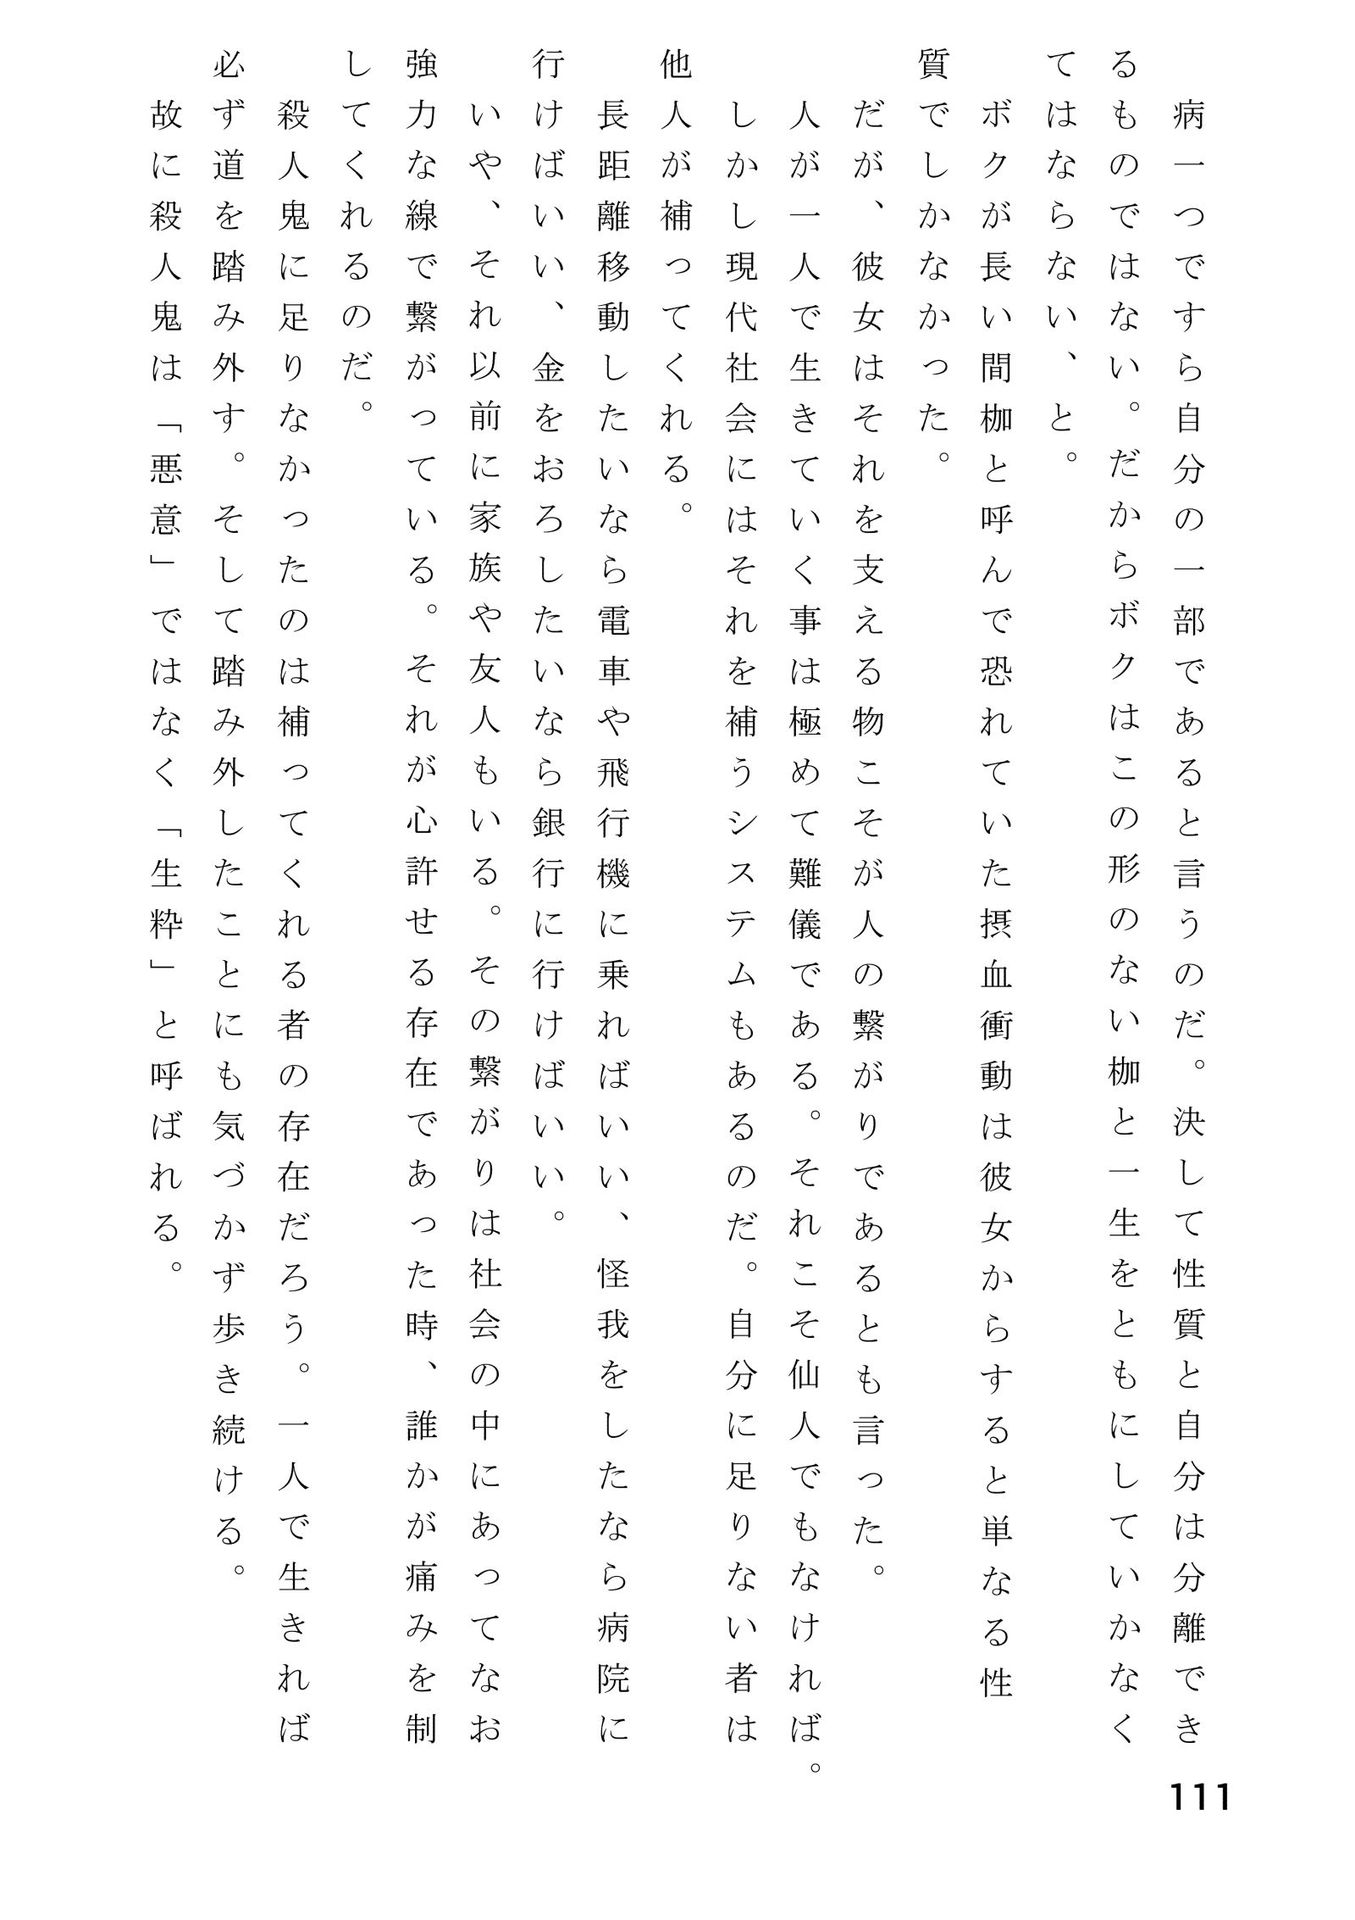 病一つですら自分の一部であると言うのだ。決して性質と自分は分離でき
るものではない。だからボクはこの形のない枷と一生をともにしていかなく
てはならない、と。
ボクが長い間枷と呼んで恐れていた摂血衝動は彼女からすると単なる性
質でしかなかった。
だが、彼女はそれを支える物こそが人の繋がりであるとも言った。
人が一人で生きていく事は極めて難儀である。それこそ仙人でもなければ。
しかし現代社会にはそれを補うシステムもあるのだ。自分に足りない者は
他人が補ってくれる。
長距離移動したいなら電車や飛行機に乗ればいい、怪我をしたなら病院に
行けばいい、金をおろしたいなら銀行に行けばいい。
いや、それ以前に家族や友人もいる。その繋がりは社会の中にあってなお
強力な線で繋がっている。それが心許せる存在であった時、誰かが痛みを制
してくれるのだ。
殺人鬼に足りなかったのは補ってくれる者の存在だろう。一人で生きれば
必ず道を踏み外す。そして踏み外したことにも気づかず歩き続ける。
故に殺人鬼は「悪意」ではなく「生粋」と呼ばれる。
111